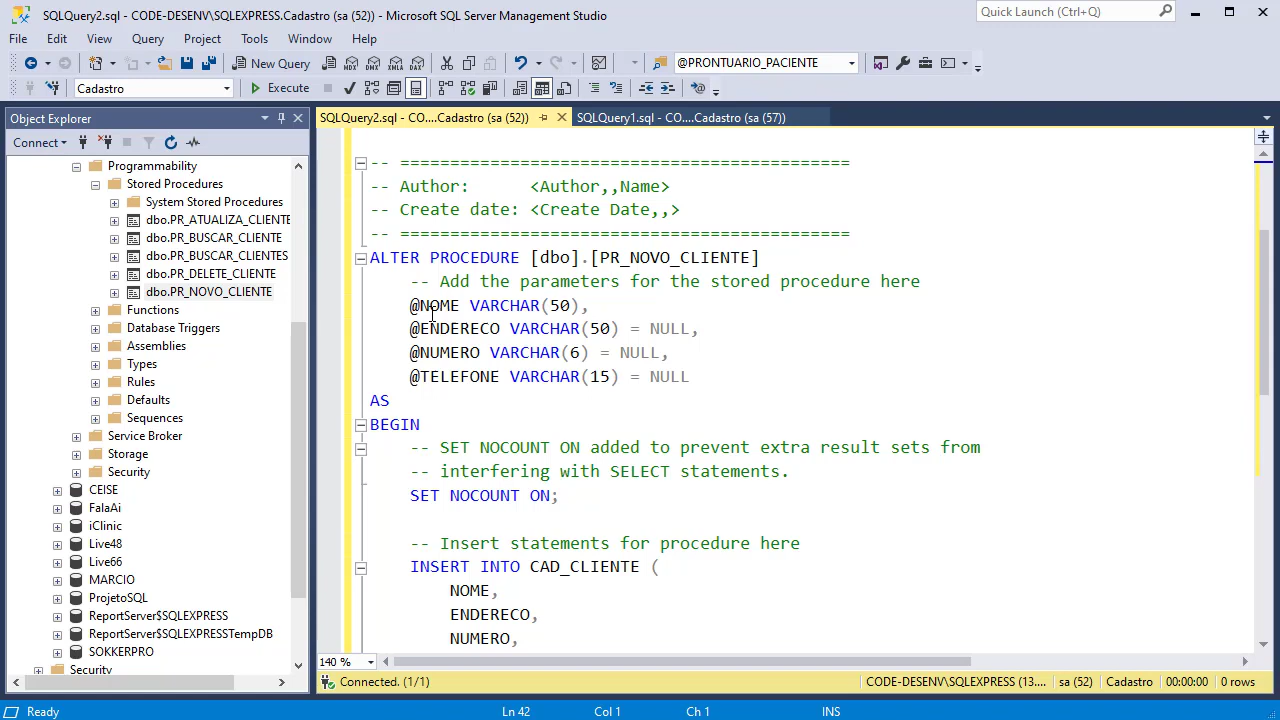 SQLQuery2.sql - CODE-DESENV\SQLEXPRESS.Cadastro (sa (52)) - Microsoft SQL Server Management Studio
Quick Launch (Ctrl+Q)
File Edit View Query Project Tools Window Help
New Query
@PRONTUARIO_PACIENTE
Cadastro
Execute
Object Explorer
Connect
Programmability
Stored Procedures
System Stored Procedures
dbo.PR_ATUALIZA_CLIENTE
dbo.PR_BUSCAR_CLIENTE
dbo.PR_BUSCAR_CLIENTES
dbo.PR_DELETE_CLIENTE
dbo.PR_NOVO_CLIENTE
Functions
Database Triggers
Assemblies
Types
Rules
Defaults
Sequences
Service Broker
Storage
Security
CEISE
FalaAi
iClinic
Live48
Live66
MARCIO
ProjetoSQL
ReportServer$SQLEXPRESS
ReportServer$SQLEXPRESSTempDB
SOKKERPRO
Security
SQLQuery2.sql - CO....Cadastro (sa (52)) SQLQuery1.sql - CO....Cadastro (sa (57))
-- =============================================
-- Author:      <Author,,Name>
-- Create date: <Create Date,,>
-- =============================================
ALTER PROCEDURE [dbo].[PR_NOVO_CLIENTE]
-- Add the parameters for the stored procedure here
@NOME VARCHAR(50),
@ENDERECO VARCHAR(50) = NULL,
@NUMERO VARCHAR(6) = NULL,
@TELEFONE VARCHAR(15) = NULL
AS
BEGIN
-- SET NOCOUNT ON added to prevent extra result sets from
-- interfering with SELECT statements.
SET NOCOUNT ON;
-- Insert statements for procedure here
INSERT INTO CAD_CLIENTE (
NOME,
ENDERECO,
NUMERO,
140 %
Connected. (1/1) CODE-DESENV\SQLEXPRESS (13.... sa (52) Cadastro 00:00:00 0 rows
Ready Ln 42 Col 1 Ch 1 INS